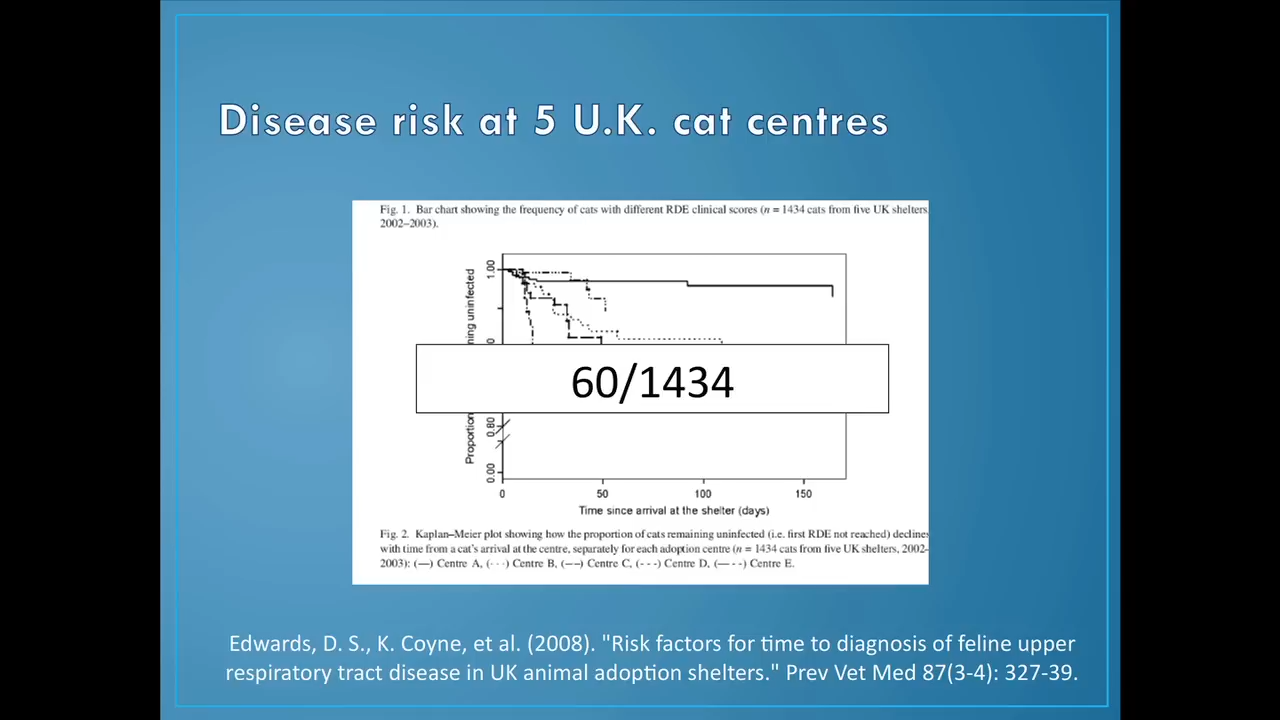 Disease risk at 5 U.K. cat centres
Fig. 1. Bar chart showing the frequency of cats with different RDE clinical scores (n = 1434 cats from five UK shelters
2002–2003).
1.00
0.80
0.00
60/1434
0 50 100 150
Time since arrival at the shelter (days)
Fig. 2. Kaplan–Meier plot showing how the proportion of cats remaining uninfected (i.e. first RDE not reached) declines
with time from a cat's arrival at the centre, separately for each adoption centre (n = 1434 cats from five UK shelters, 2002–
2003): (—) Centre A, (···) Centre B, (– –) Centre C, (- - -) Centre D, (— - -) Centre E.
Edwards, D. S., K. Coyne, et al. (2008). "Risk factors for time to diagnosis of feline upper
respiratory tract disease in UK animal adoption shelters." Prev Vet Med 87(3-4): 327-39.